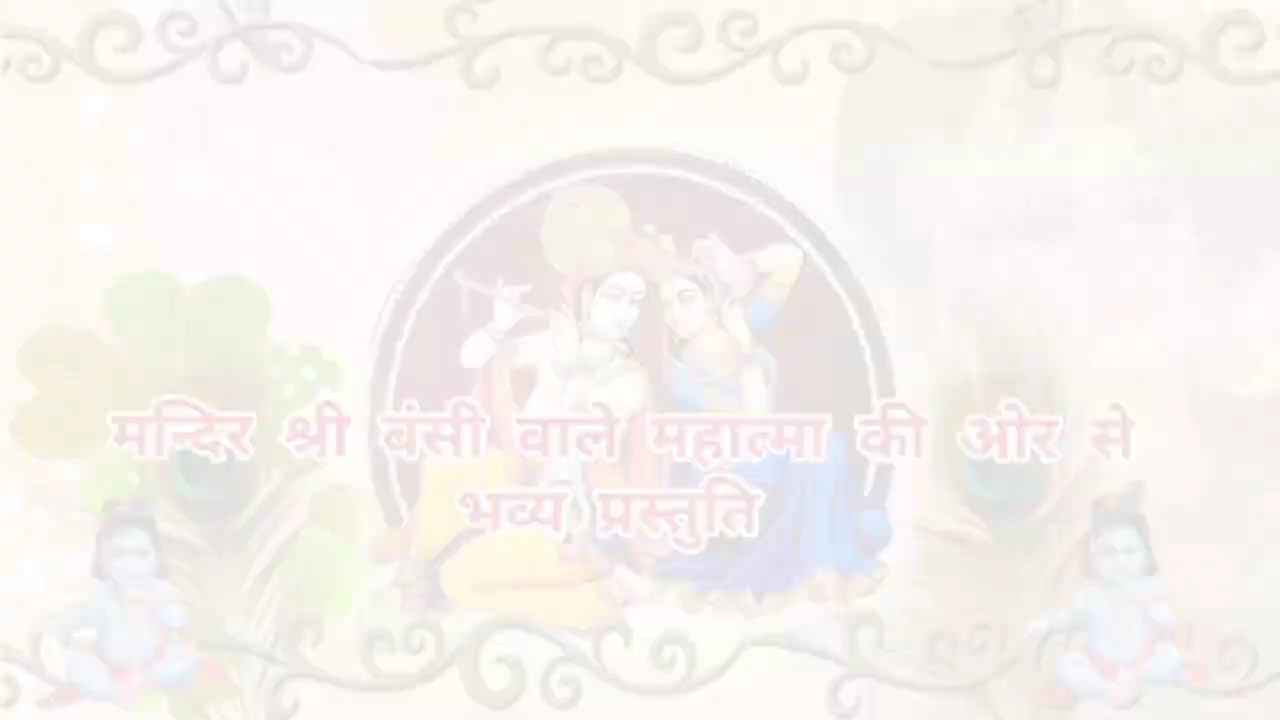 मन्दिर श्री बंसी वाले महात्मा की ओर से
भव्य प्रस्तुति